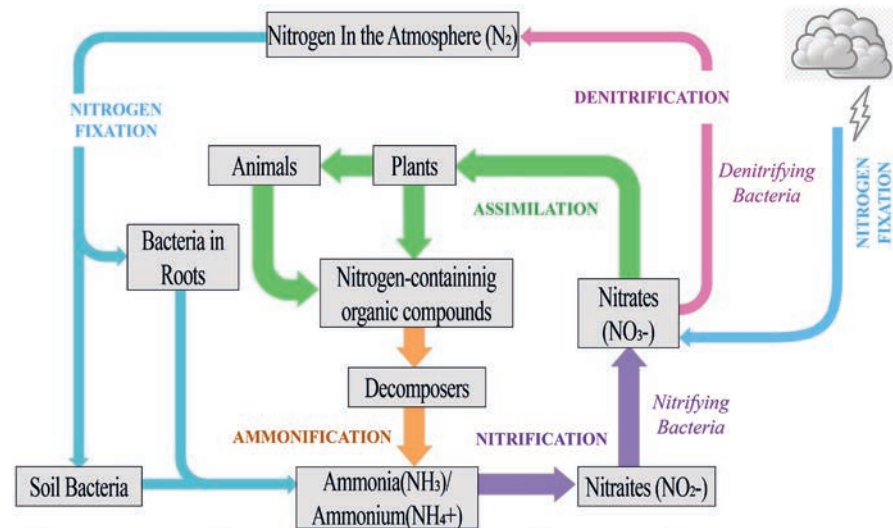 Nitrogen In the Atmosphere (N₂)
NITROGEN
FIXATION
DENITRIFICATION
Animals
Plants
Denitrifying
Bacteria
NITROGEN
FIXATION
ASSIMILATION
Bacteria in
Roots
Nitrogen-containinig
organic compounds
Nitrates
(NO₃-)
Decomposers
Nitrifying
Bacteria
AMMONIFICATION
NITRIFICATION
Soil Bacteria
Ammonia(NH₃)/
Ammonium(NH₄+)
Nitraites (NO₂-)